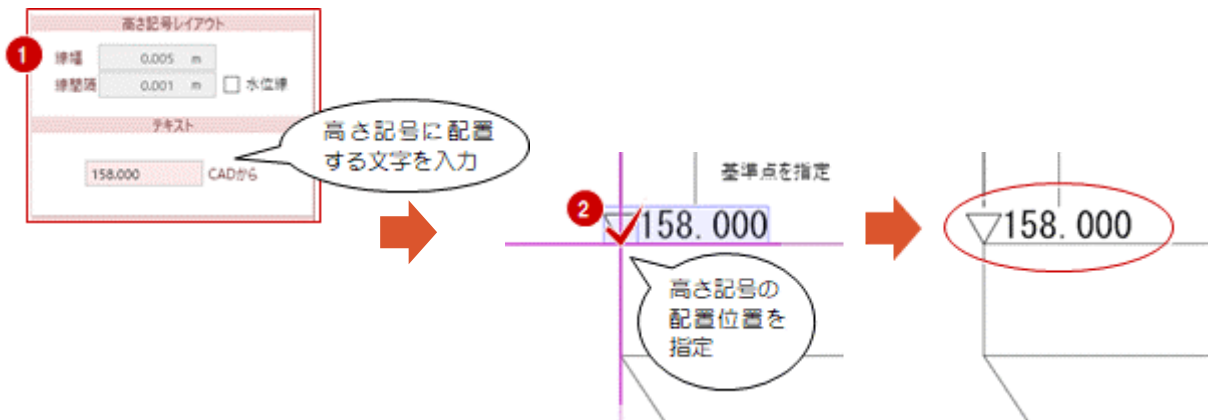 高さ記号レイアウト
1
線幅 0.005 m
線間隔 0.001 m 水位線
テキスト
158.000 CADから
高さ記号に配置
する文字を入力
基準点を指定
2
158.000
高さ記号の
配置位置を
指定
158.000